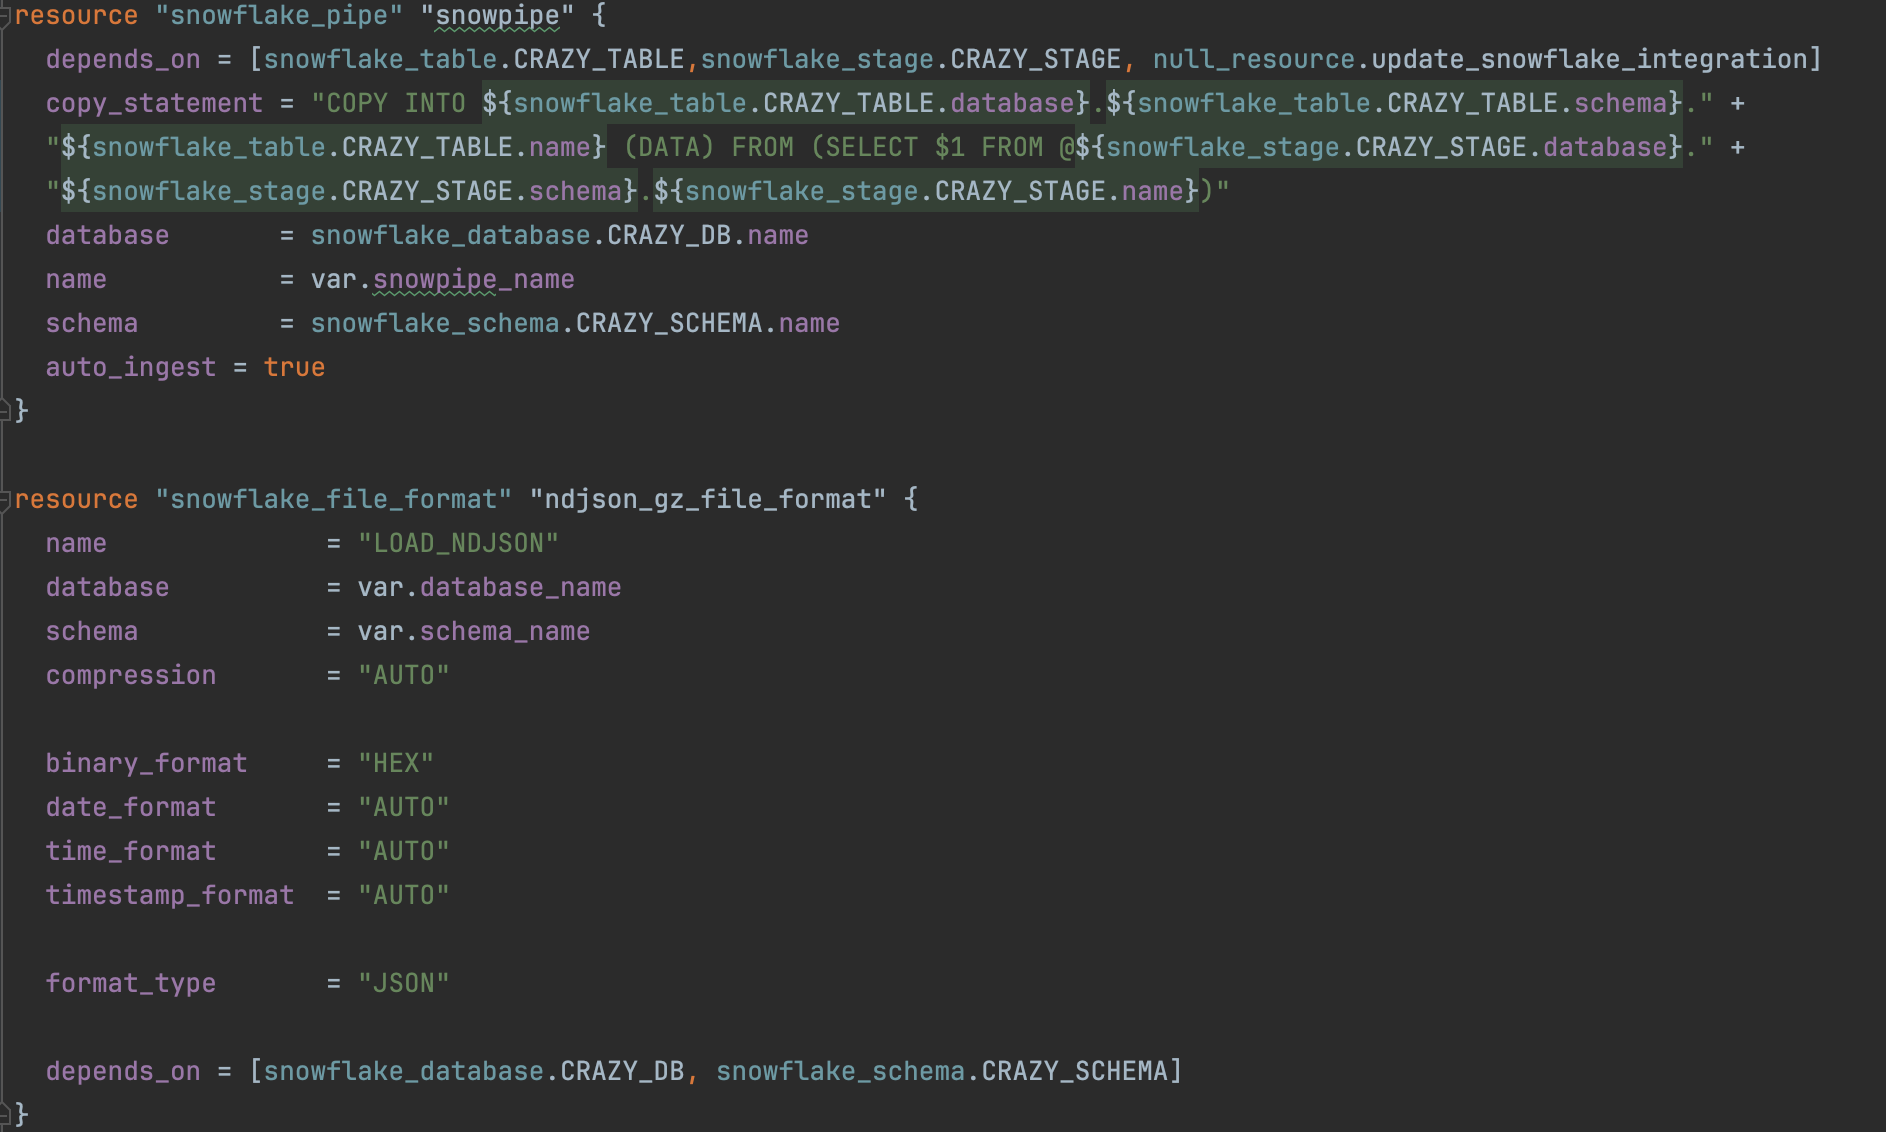 resource "snowflake_pipe" "snowpipe" {
  depends_on = [snowflake_table.CRAZY_TABLE,snowflake_stage.CRAZY_STAGE, null_resource.update_snowflake_integration]
  copy_statement = "COPY INTO ${snowflake_table.CRAZY_TABLE.database}.${snowflake_table.CRAZY_TABLE.schema}." +
  "${snowflake_table.CRAZY_TABLE.name} (DATA) FROM (SELECT $1 FROM @${snowflake_stage.CRAZY_STAGE.database}." +
  "${snowflake_stage.CRAZY_STAGE.schema}.${snowflake_stage.CRAZY_STAGE.name})"
  database       = snowflake_database.CRAZY_DB.name
  name           = var.snowpipe_name
  schema         = snowflake_schema.CRAZY_SCHEMA.name
  auto_ingest = true
}
resource "snowflake_file_format" "ndjson_gz_file_format" {
  name              = "LOAD_NDJSON"
  database          = var.database_name
  schema            = var.schema_name
  compression       = "AUTO"
  binary_format     = "HEX"
  date_format       = "AUTO"
  time_format       = "AUTO"
  timestamp_format  = "AUTO"
  format_type       = "JSON"
  depends_on = [snowflake_database.CRAZY_DB, snowflake_schema.CRAZY_SCHEMA]
}